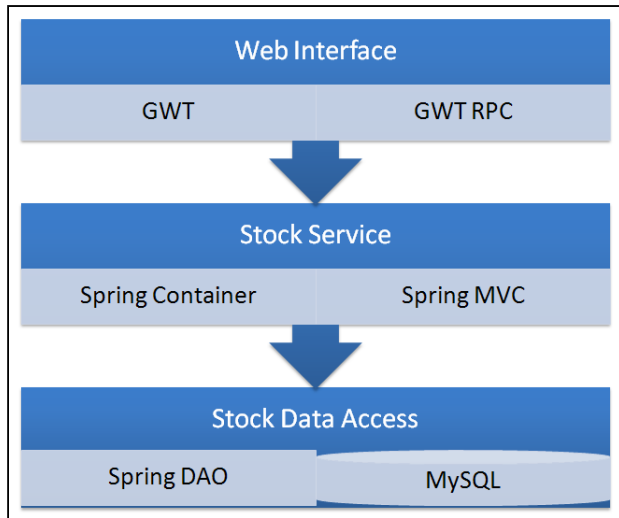 Web Interface
GWT
GWT RPC
Stock Service
Spring Container
Spring MVC
Stock Data Access
Spring DAO
MySQL